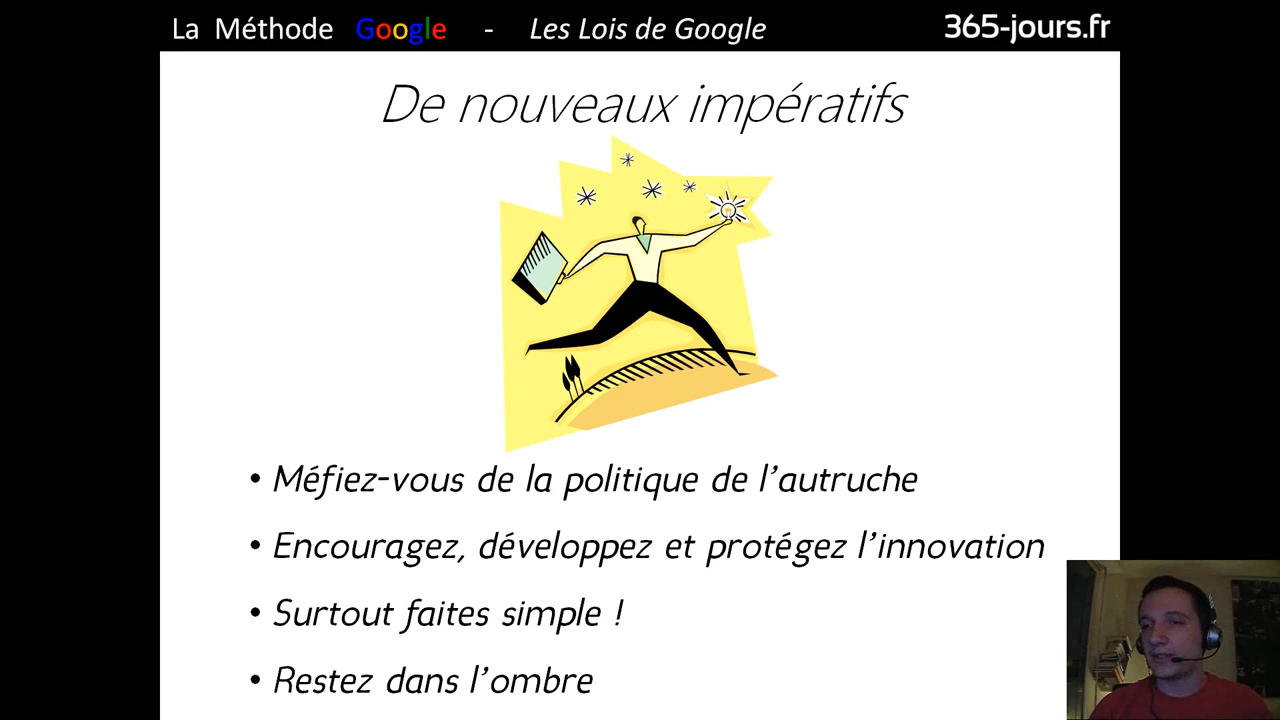 La Méthode Google - Les Lois de Google 365-jours.fr
De nouveaux impératifs
• Méfiez-vous de la politique de l'autruche
• Encouragez, développez et protégez l'innovation
• Surtout faites simple !
• Restez dans l'ombre